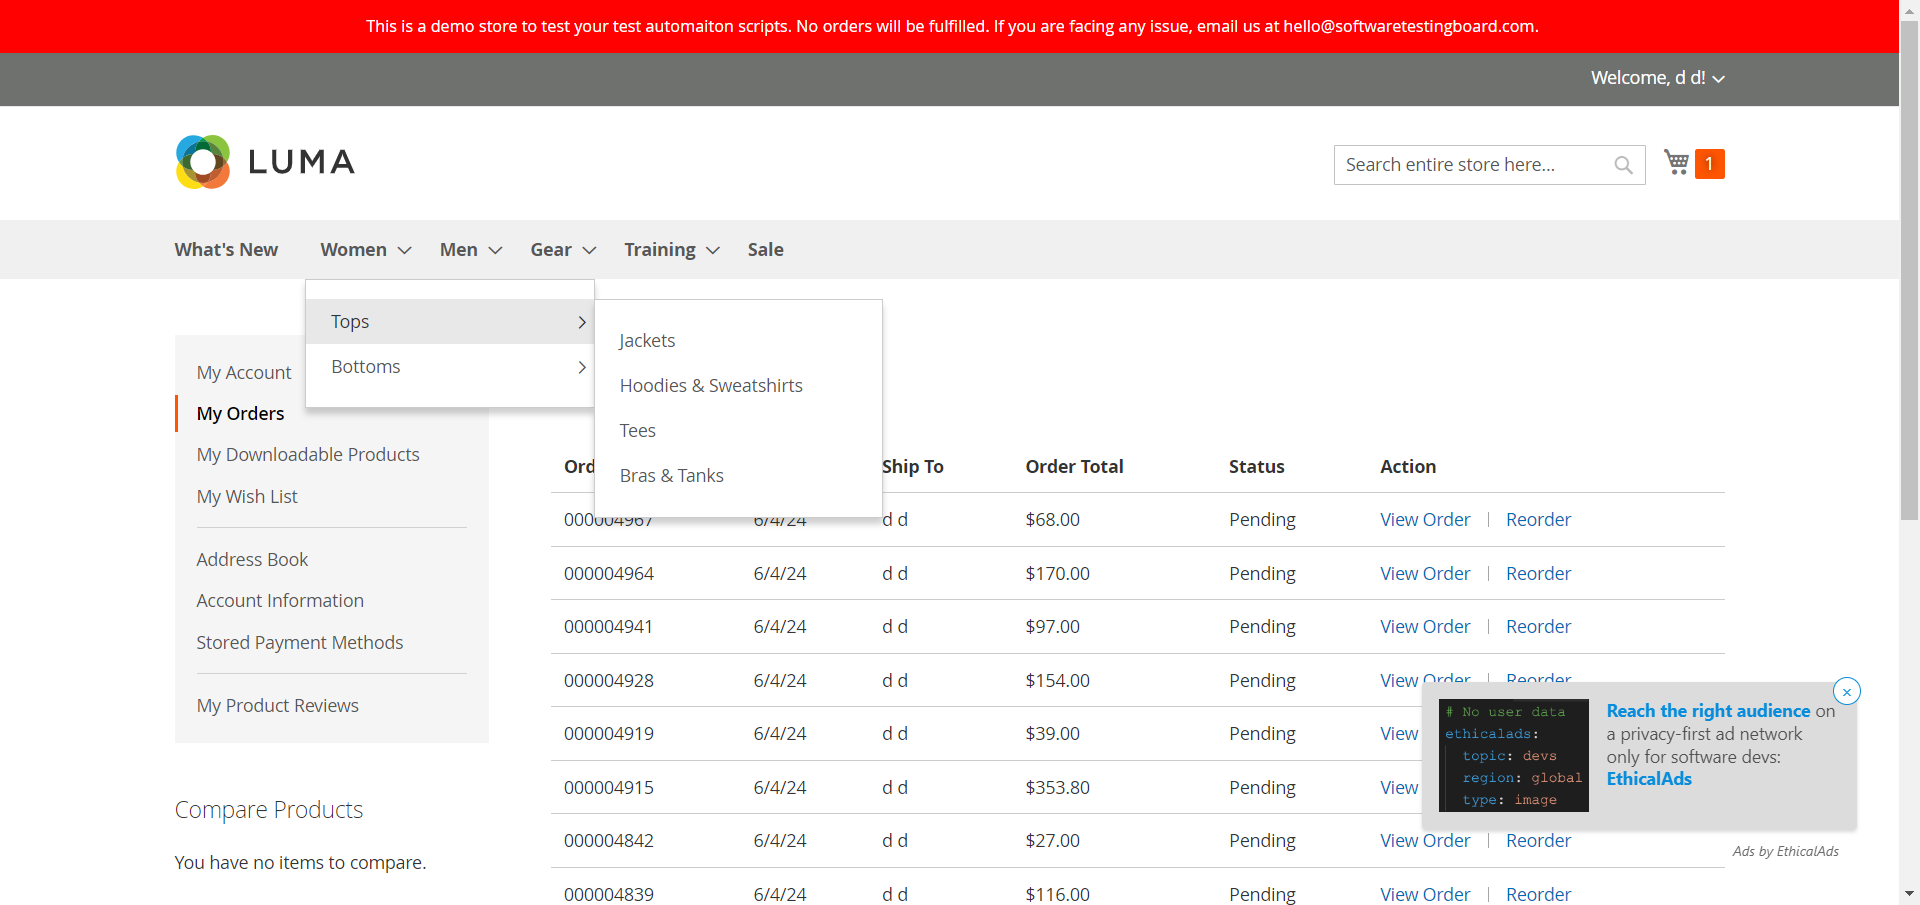 This is a demo store to test your test automaiton scripts. No orders will be fulfilled. If you are facing any issue, email us at hello@softwaretestingboard.com.
Welcome, d d!
LUMA
Search entire store here...
1
What's New Women Men Gear Training Sale
Tops
Bottoms
Jackets
Hoodies & Sweatshirts
Tees
Bras & Tanks
My Account
My Orders
My Downloadable Products
My Wish List
Address Book
Account Information
Stored Payment Methods
My Product Reviews
Compare Products
You have no items to compare.
Ord Ship To Order Total Status Action
000004967 6/4/24 d d $68.00 Pending View Order Reorder
000004964 6/4/24 d d $170.00 Pending View Order Reorder
000004941 6/4/24 d d $97.00 Pending View Order Reorder
000004928 6/4/24 d d $154.00 Pending View Order Reorder
000004919 6/4/24 d d $39.00 Pending View
000004915 6/4/24 d d $353.80 Pending View
000004842 6/4/24 d d $27.00 Pending View Order Reorder
000004839 6/4/24 d d $116.00 Pending View Order Reorder
# No user data
ethicalads:
topic: devs
region: global
type: image
Reach the right audience on
a privacy-first ad network
only for software devs:
EthicalAds
Ads by EthicalAds